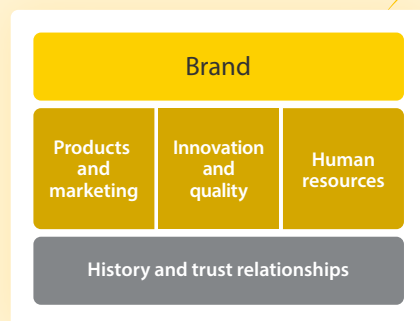 Brand
Products
and
marketing
Innovation
and
quality
Human
resources
History and trust relationships